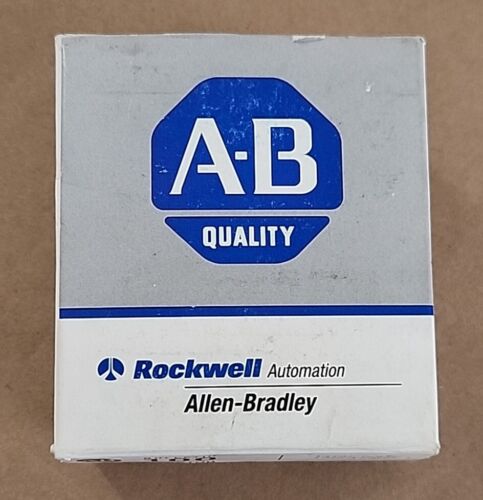 A-B
QUALITY
Rockwell Automation
Allen-Bradley